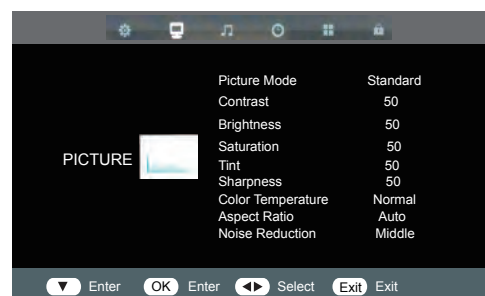 Picture Mode Standard
Contrast 50
Brightness 50
Saturation 50
PICTURE
Tint 50
Sharpness 50
Color Temperature Normal
Aspect Ratio Auto
Noise Reduction Middle
Enter OK Enter Select Exit Exit